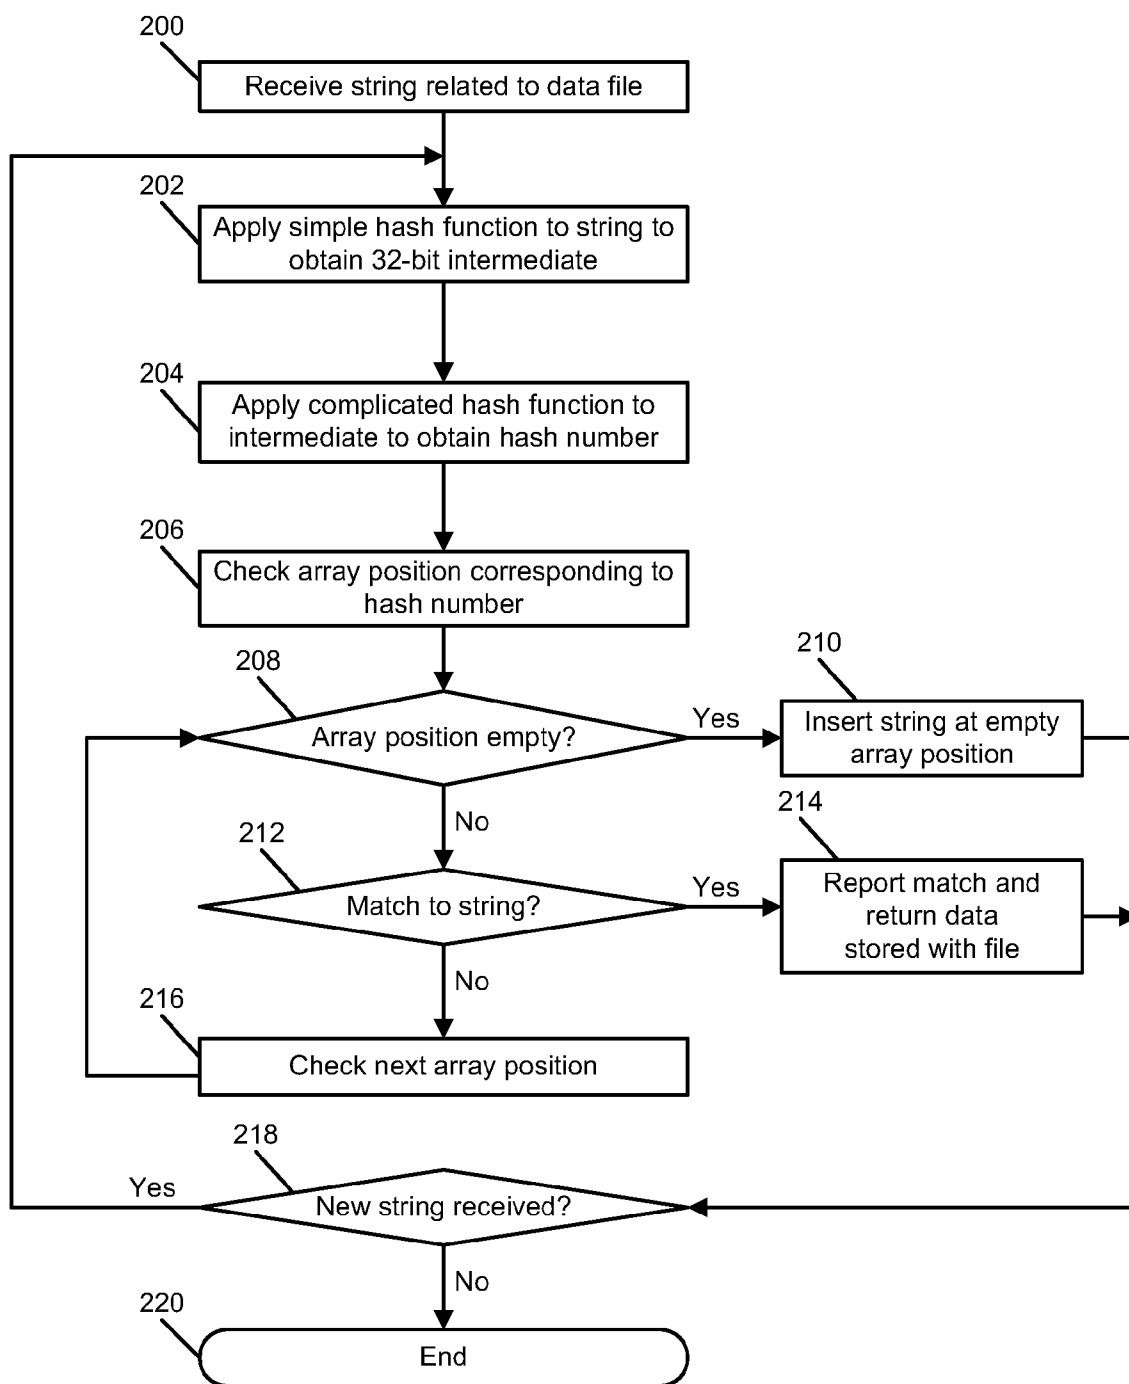 200
Receive string related to data file
202
Apply simple hash function to string to
obtain 32-bit intermediate
204
Apply complicated hash function to
intermediate to obtain hash number
206
Check array position corresponding to
hash number
208
Array position empty?
Yes
210
Insert string at empty
array position
No
212
Match to string?
Yes
214
Report match and
return data
stored with file
No
216
Check next array position
218
Yes
New string received?
No
220
End